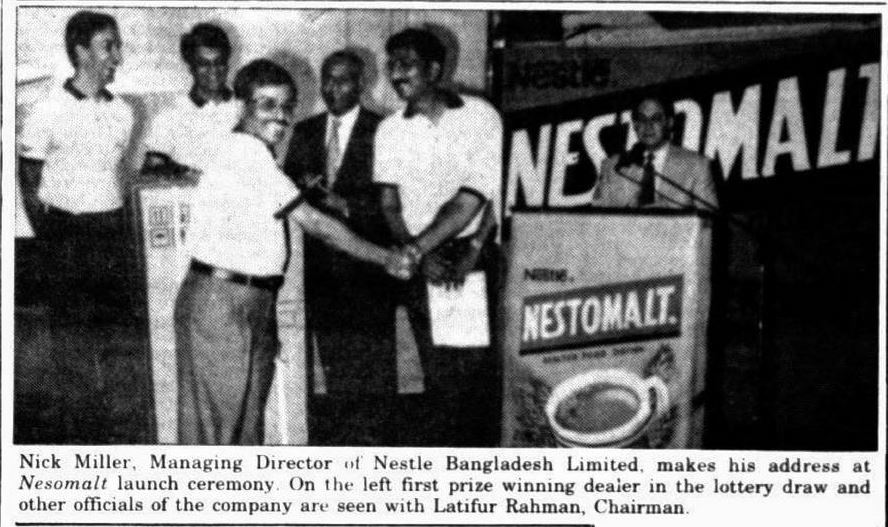 Nestle.
NESTOMALT
Nestle.
NESTOMALT.
Nick Miller, Managing Director of Nestle Bangladesh Limited, makes his address at
Nesomalt launch ceremony. On the left first prize winning dealer in the lottery draw and
other officials of the company are seen with Latifur Rahman, Chairman.